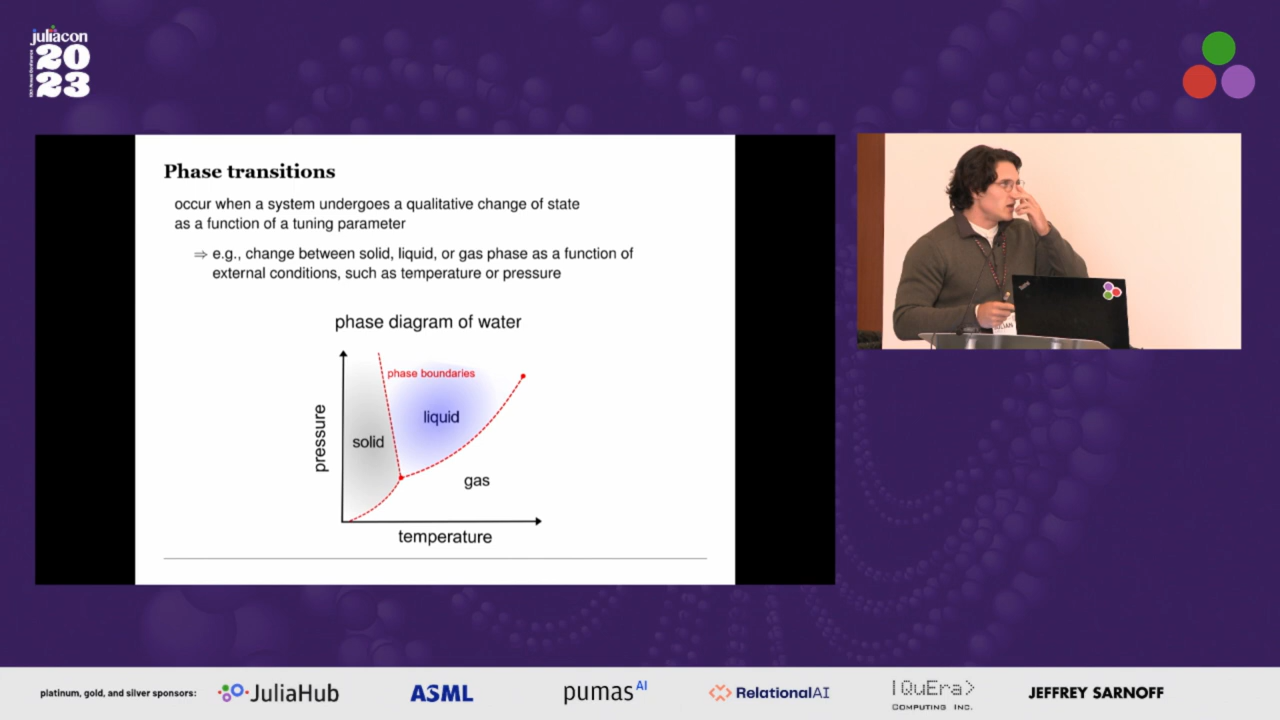 juliacon
20
23
Phase transitions
occur when a system undergoes a qualitative change of state
as a function of a tuning parameter
⇒ e.g., change between solid, liquid, or gas phase as a function of
external conditions, such as temperature or pressure
phase diagram of water
phase boundaries
liquid
solid
pressure
gas
temperature
platinum, gold, and silver sponsors:
JuliaHub
ASML
pumasAI
RelationalAI
|QuEra>
COMPUTING INC.
JEFFREY SARNOFF